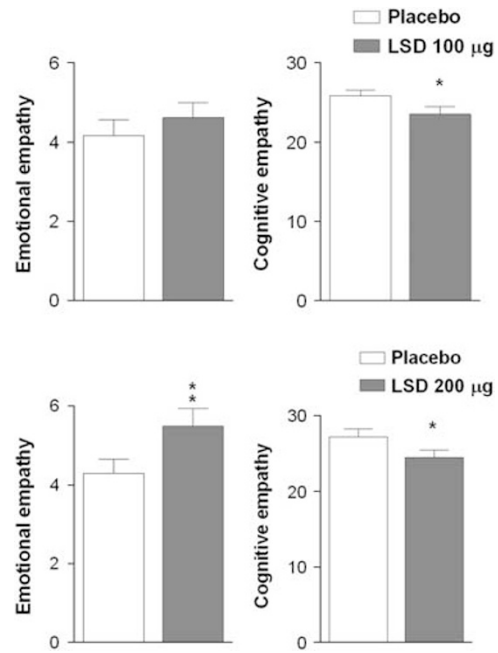 Placebo
LSD 100 μg
Emotional empathy
6
4
2
0
Cognitive empathy
30
20
10
0
*
Placebo
LSD 200 μg
Emotional empathy
6
4
2
0
*
*
Cognitive empathy
30
20
10
0
*